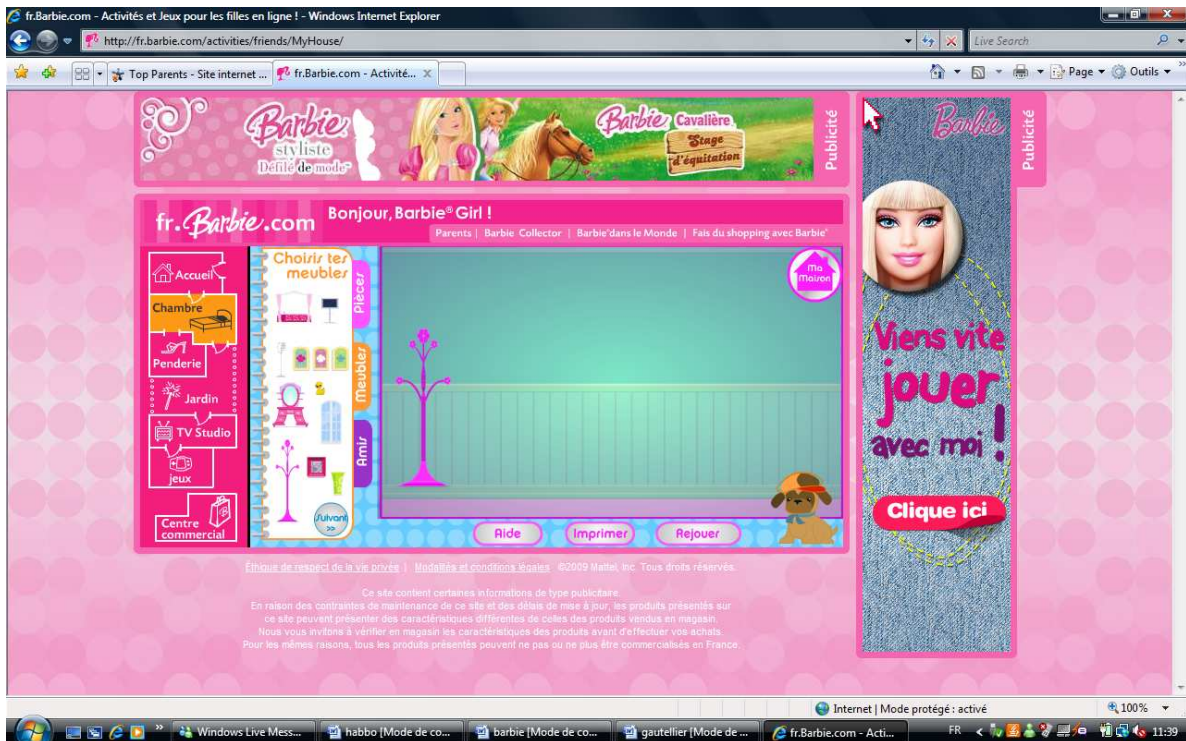 fr.Barbie.com - Activités et Jeux pour les filles en ligne ! - Windows Internet Explorer
http://fr.barbie.com/activities/friends/MyHouse/
Live Search
Top Parents - Site internet ...
fr.Barbie.com - Activité...
Page
Outils
Barbie
styliste
Défilé de mode
Barbie Cavalière
Stage
d'équitation
Publicité
Barbie
Publicité
fr.Barbie.com
Bonjour, Barbie® Girl !
Parents | Barbie Collector | Barbie dans le Monde | Fais du shopping avec Barbie
Accueil
Chambre
Penderie
Jardin
TV Studio
jeux
Centre
commercial
Choisis tes
meubles
Pièces
Meubles
Amis
Suivant
>>
Ma
Maison
Aide
Imprimer
Rejouer
Viens vite
jouer
avec moi !
Clique ici
Éthique de respect de la vie privée | Modalités et conditions légales ©2009 Mattel, Inc. Tous droits réservés.
Ce site contient certaines informations de type publicitaire.
En raison des contraintes de maintenance de ce site et des délais de mise à jour, les produits présentés sur
ce site peuvent présenter des caractéristiques différentes de celles des produits vendus en magasin.
Nous vous invitons à vérifier en magasin les caractéristiques des produits avant d'effectuer vos achats.
Pour les mêmes raisons, tous les produits présentés peuvent ne pas ou ne plus être commercialisés en France.
Internet | Mode protégé : activé
100%
Windows Live Mess...
habbo [Mode de co...
barbie [Mode de co...
gautellier [Mode de ...
fr.Barbie.com - Acti...
FR
11:39